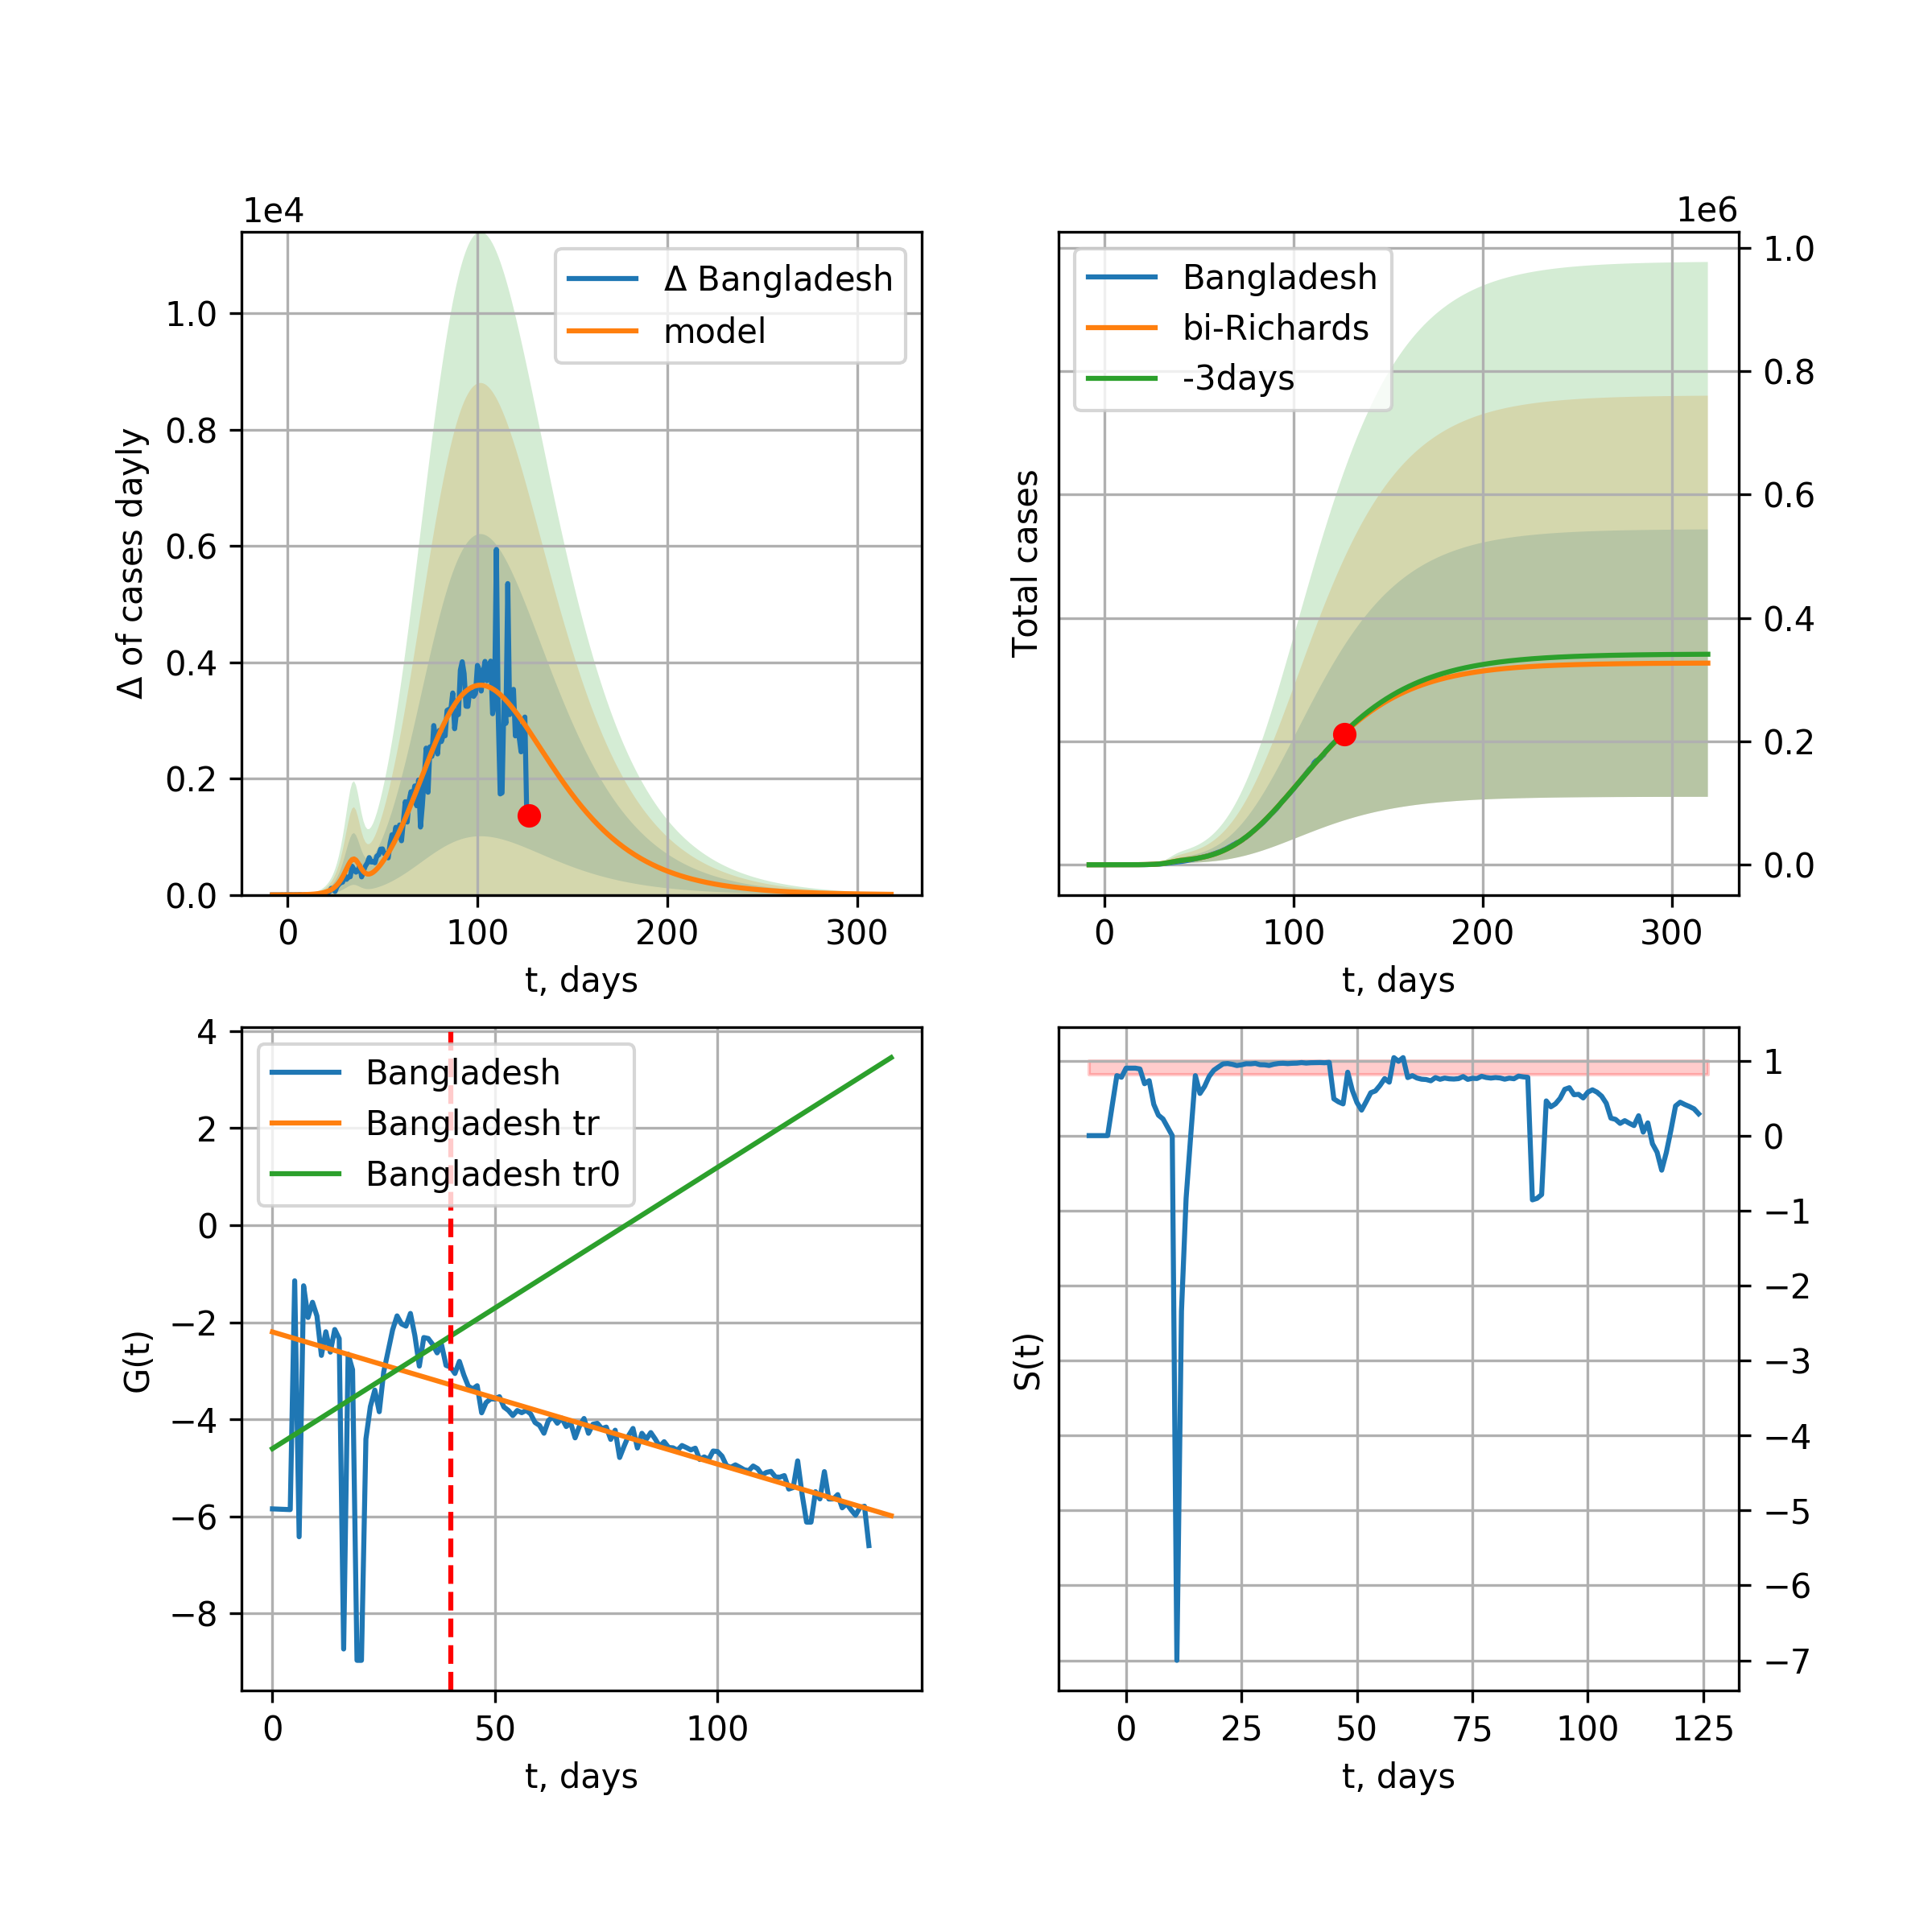 1e4
Δ Bangladesh
model
1.0
0.8
0.6
0.4
0.2
0.0
Δ of cases dayly
0 100 200 300
t, days
1e6
Bangladesh
bi-Richards
-3days
1.0
0.8
0.6
0.4
0.2
0.0
Total cases
0 100 200 300
t, days
Bangladesh
Bangladesh tr
Bangladesh tr0
4
2
0
−2
−4
−6
−8
G(t)
0 50 100
t, days
1
0
−1
−2
−3
−4
−5
−6
−7
S(t)
0 25 50 75 100 125
t, days